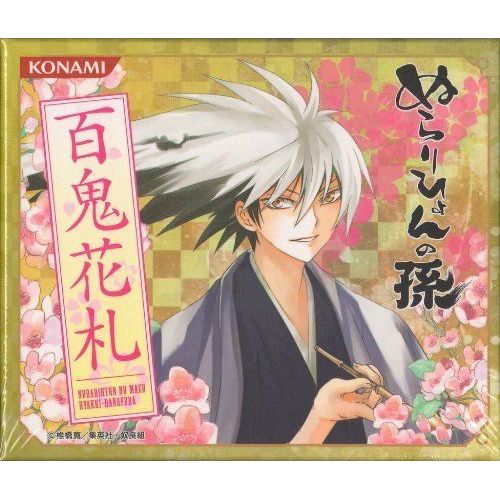 KONAMI
ぬらりひょんの孫
百鬼花札
NURARIHYON NO MAGO
HYAKKI-HANAFUDA
©椎橋寛／集英社・奴良組